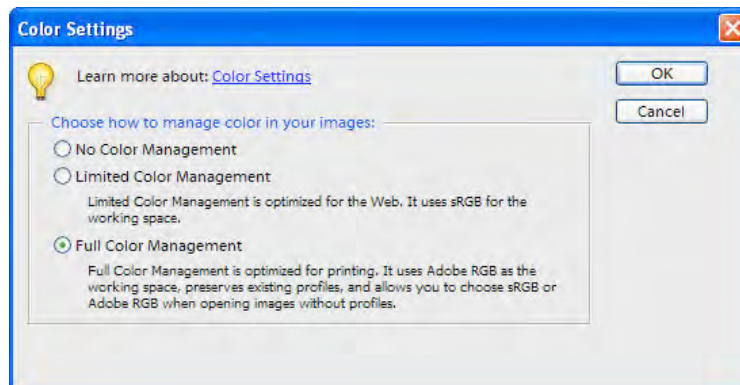 Color Settings
Learn more about: Color Settings
OK
Cancel
Choose how to manage color in your images:
No Color Management
Limited Color Management
Limited Color Management is optimized for the Web. It uses sRGB for the
working space.
Full Color Management
Full Color Management is optimized for printing. It uses Adobe RGB as the
working space, preserves existing profiles, and allows you to choose sRGB or
Adobe RGB when opening images without profiles.